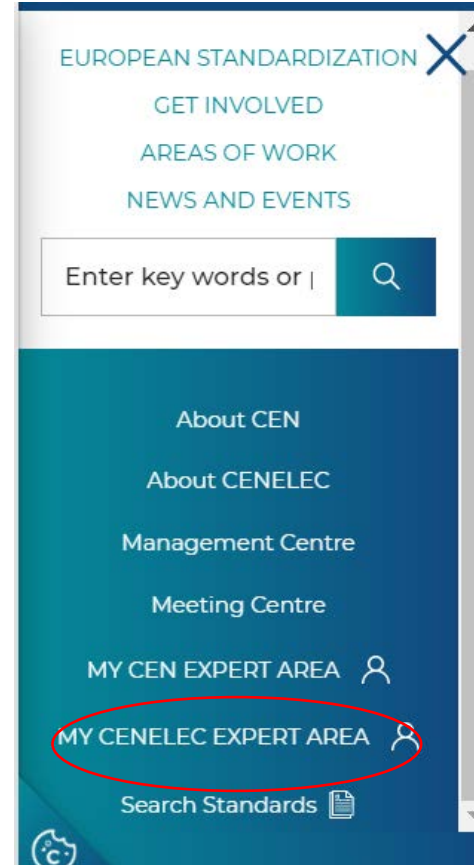 EUROPEAN STANDARDIZATION
GET INVOLVED
AREAS OF WORK
NEWS AND EVENTS
Enter key words or
About CEN
About CENELEC
Management Centre
Meeting Centre
MY CEN EXPERT AREA
MY CENELEC EXPERT AREA
Search Standards